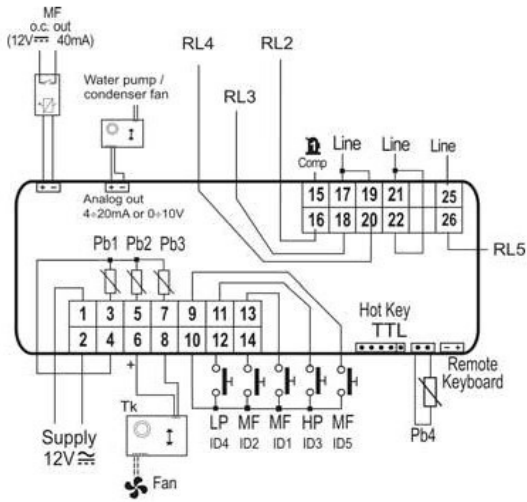 MF
o.c. out
(12V⎓ 40mA)
RL4
RL2
Water pump /
condenser fan
RL3
Line
Line
Line
Comp
Analog out
4÷20mA or 0÷10V
15 17 19 21 25
16 18 20 22 26
RL5
Pb1 Pb2 Pb3
1 3 5 7 9 11 13
2 4 6 8 10 12 14
Hot Key
TTL
Remote
Keyboard
Tk
LP MF MF HP MF
ID4 ID2 ID1 ID3 ID5
Pb4
Supply
12V
Fan